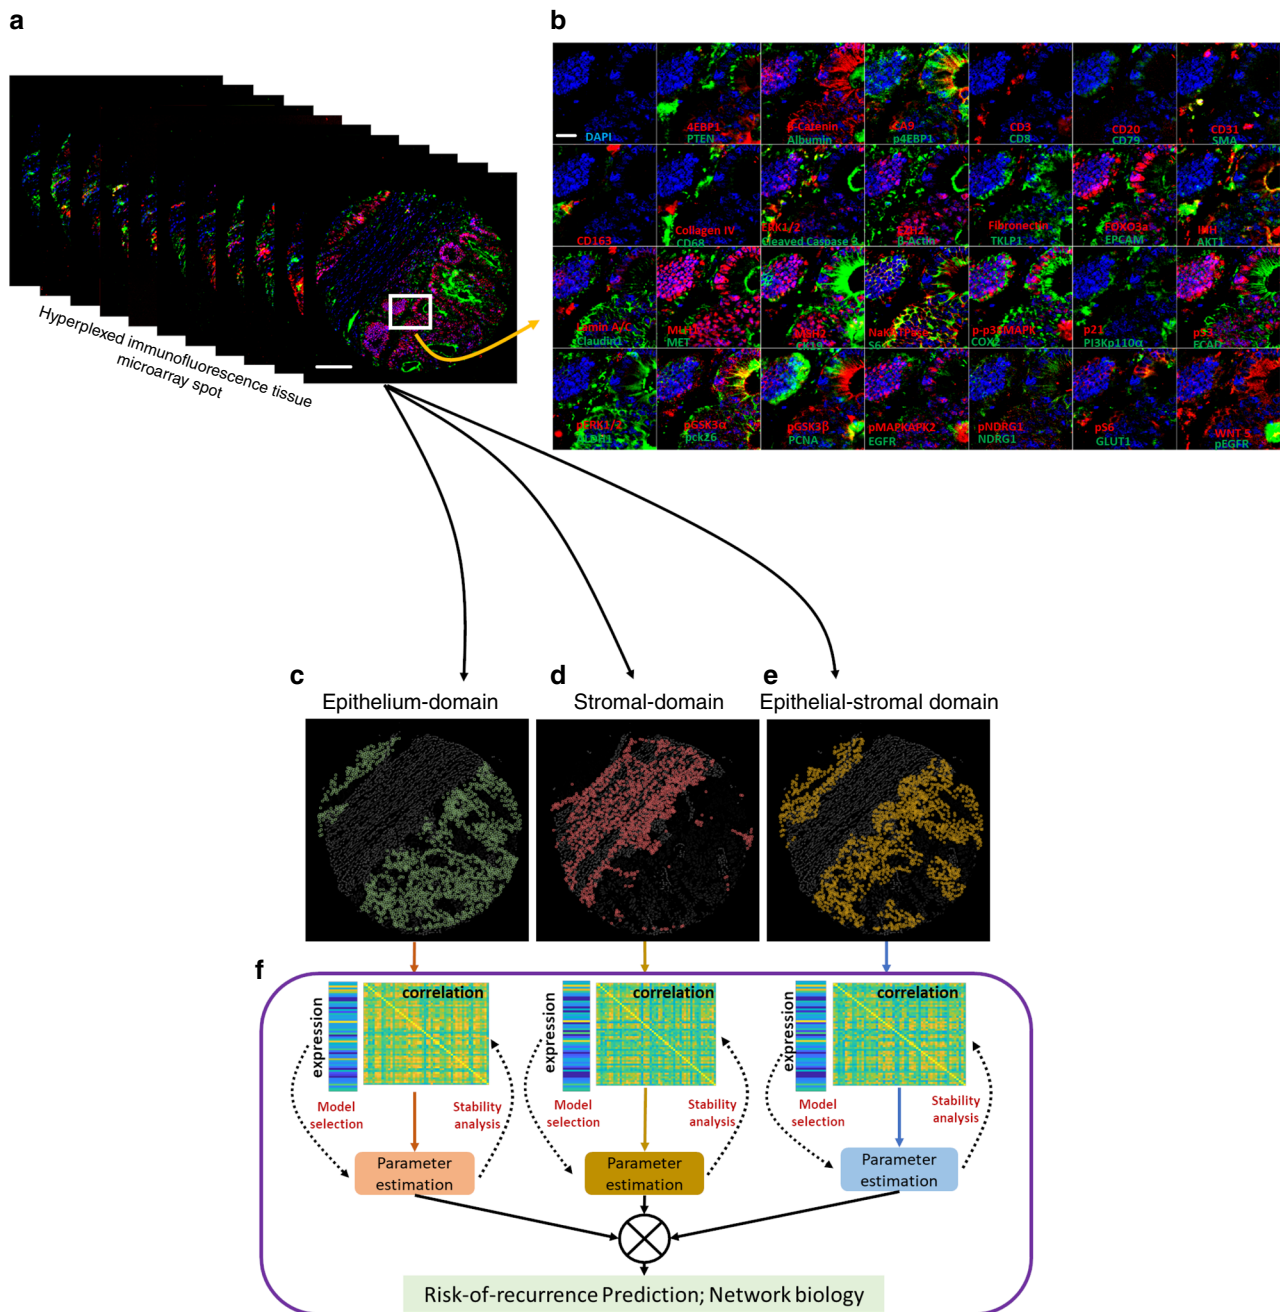 a
b
Hyperplexed immunofluorescence tissue
microarray spot
DAPI
4EBP1
PTEN
β-Catenin
Albumin
CA9
p4EBP1
CD3
CD8
CD20
CD79
CD31
SMA
CD163
Collagen IV
CD68
ERK1/2
Cleaved Caspase 3
EZH2
B-Actin
Fibronectin
TKLP1
FOXO3a
EPCAM
AKT1
Lamin A/C
Claudin1
MLH1
MET
MSH2
CK19
NaKATPase
S6
p-p38MAPK
COX2
p21
PI3Kp110α
p53
ECAD
pERK1/2
pGSK3α
pck26
pGSK3β
PCNA
pMAPKAPK2
EGFR
pNDRG1
NDRG1
pS6
GLUT1
WNT 5
pEGFR
c
d
e
Epithelium-domain
Stromal-domain
Epithelial-stromal domain
f
expression
correlation
expression
correlation
expression
correlation
Model
selection
Stability
analysis
Model
selection
Stability
analysis
Model
selection
Stability
analysis
Parameter
estimation
Parameter
estimation
Parameter
estimation
Risk-of-recurrence Prediction; Network biology